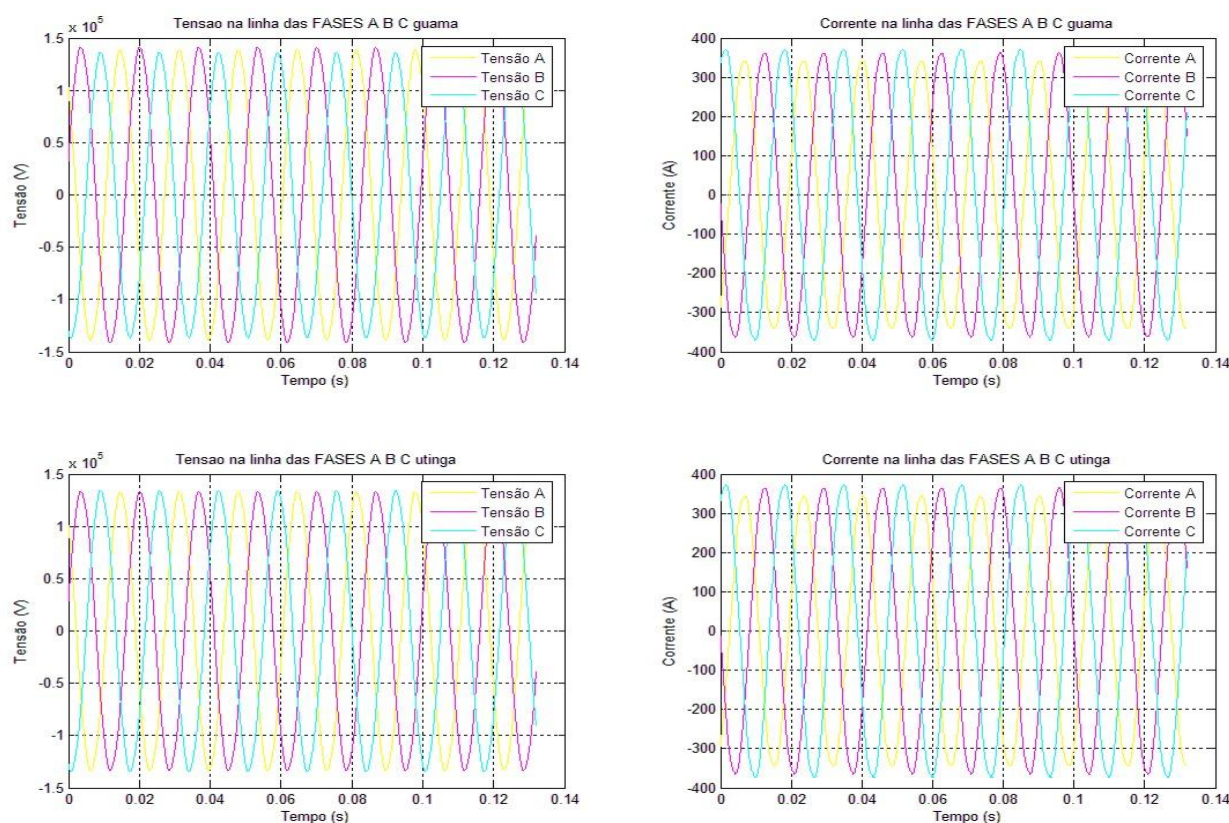 Tensao na linha das FASES A B C guama
x 10^5
Tensão (V)
1.5
1
0.5
0
-0.5
-1
-1.5
0 0.02 0.04 0.06 0.08 0.1 0.12 0.14
Tempo (s)
Tensão A
Tensão B
Tensão C
Corrente na linha das FASES A B C guama
Corrente (A)
400
300
200
100
0
-100
-200
-300
-400
0 0.02 0.04 0.06 0.08 0.1 0.12 0.14
Tempo (s)
Corrente A
Corrente B
Corrente C
Tensao na linha das FASES A B C utinga
x 10^5
Tensão (V)
1.5
1
0.5
0
-0.5
-1
-1.5
0 0.02 0.04 0.06 0.08 0.1 0.12 0.14
Tempo (s)
Tensão A
Tensão B
Tensão C
Corrente na linha das FASES A B C utinga
Corrente (A)
400
300
200
100
0
-100
-200
-300
-400
0 0.02 0.04 0.06 0.08 0.1 0.12 0.14
Tempo (s)
Corrente A
Corrente B
Corrente C